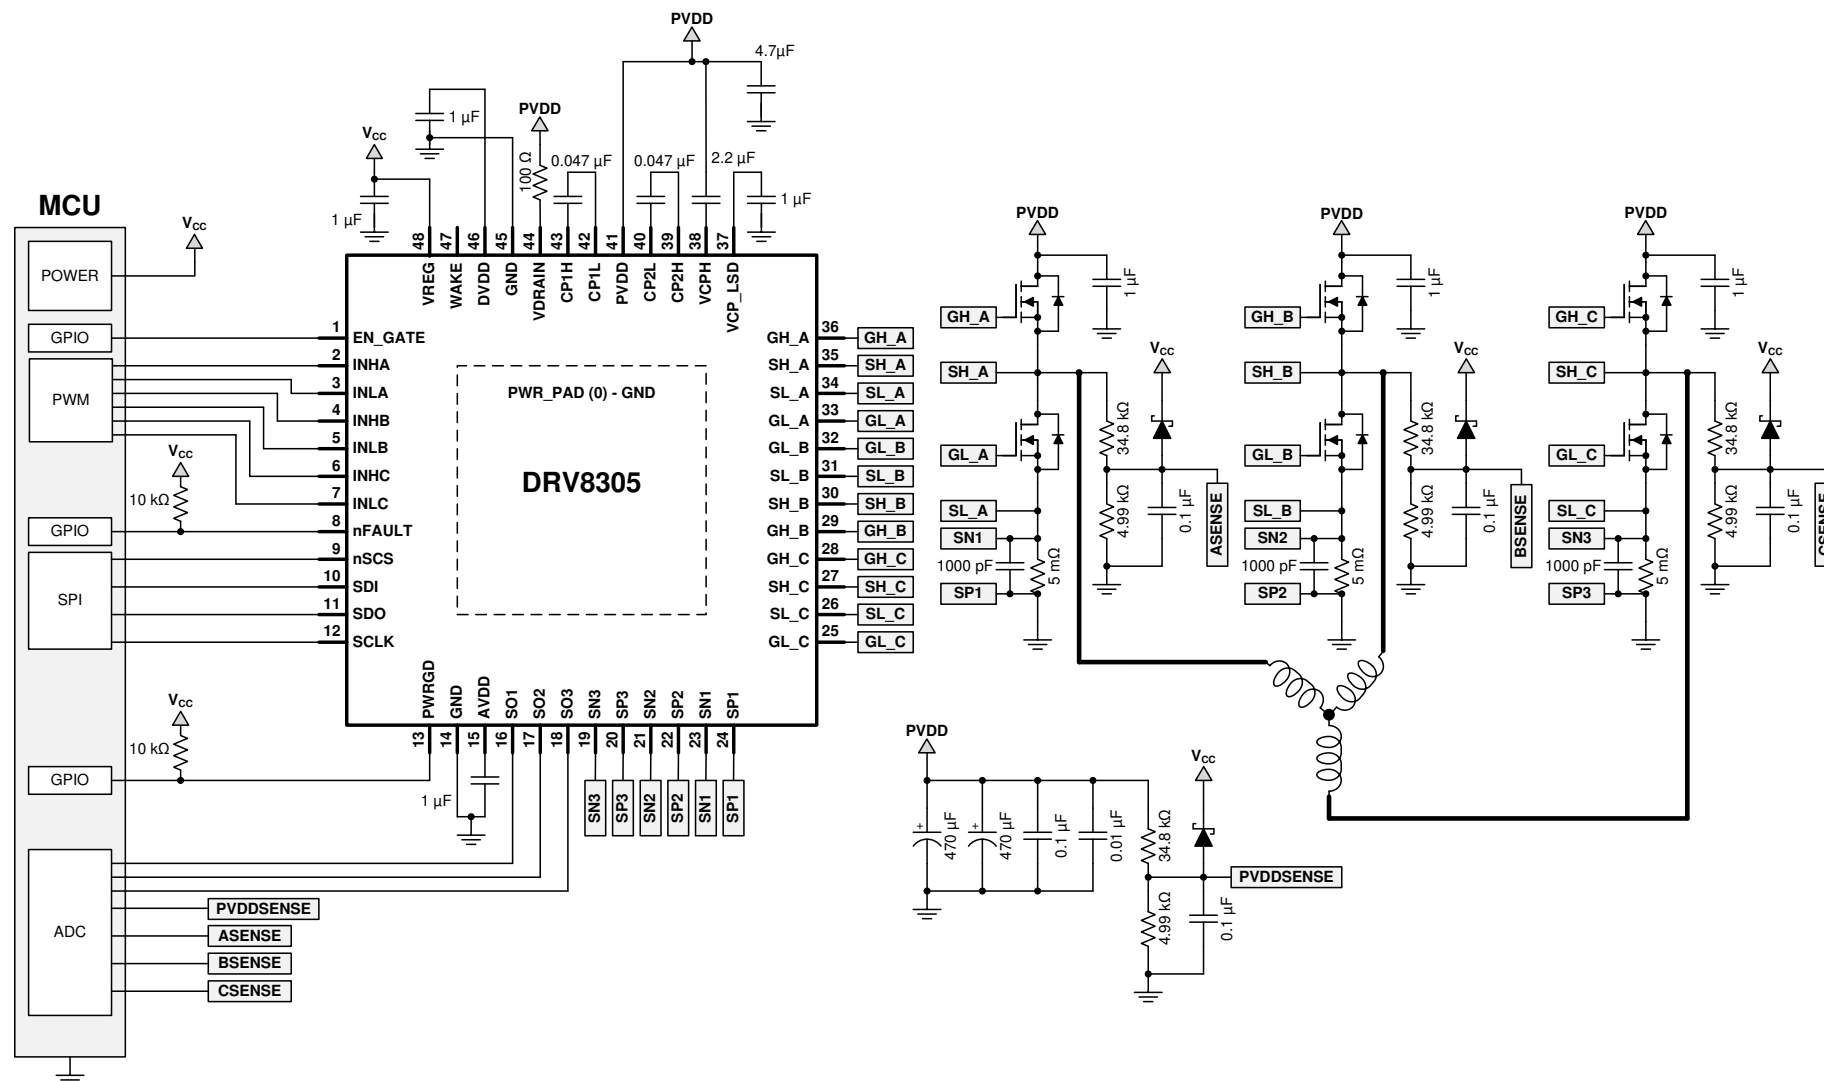 PVDD
4.7µF
1 µF
PVDD
V_CC
100 Ω
0.047 µF
0.047 µF
2.2 µF
1 µF
1 µF
MCU
V_CC
POWER
GPIO
PWM
V_CC
10 kΩ
GPIO
SPI
V_CC
10 kΩ
GPIO
ADC
PVDDSENSE
ASENSE
BSENSE
CSENSE
48 47 46 45 44 43 42 41 40 39 38 37
VREG WAKE DVDD GND VDRAIN CP1H CP1L PVDD CP2L CP2H VCPH VCP_LSD
1 EN_GATE
2 INHA
3 INLA
4 INHB
5 INLB
6 INHC
7 INLC
8 nFAULT
9 nSCS
10 SDI
11 SDO
12 SCLK
PWR_PAD (0) - GND
DRV8305
GH_A 36 GH_A
SH_A 35 SH_A
SL_A 34 SL_A
GL_A 33 GL_A
GL_B 32 GL_B
SL_B 31 SL_B
SH_B 30 SH_B
GH_B 29 GH_B
GH_C 28 GH_C
SH_C 27 SH_C
SL_C 26 SL_C
GL_C 25 GL_C
PWRGD GND AVDD SO1 SO2 SO3 SN3 SP3 SN2 SP2 SN1 SP1
13 14 15 16 17 18 19 20 21 22 23 24
1 µF
SN3 SP3 SN2 SP2 SN1 SP1
PVDD
1 µF
GH_A
V_CC
SH_A
34.8 kΩ
GL_A
4.99 kΩ
0.1 µF
ASENSE
SL_A
SN1
1000 pF
5 mΩ
SP1
PVDD
1 µF
GH_B
V_CC
SH_B
34.8 kΩ
GL_B
4.99 kΩ
0.1 µF
BSENSE
SL_B
SN2
1000 pF
5 mΩ
SP2
PVDD
1 µF
GH_C
V_CC
SH_C
34.8 kΩ
GL_C
4.99 kΩ
0.1 µF
CSENSE
SL_C
SN3
1000 pF
5 mΩ
SP3
PVDD
V_CC
470 µF
470 µF
0.1 µF
0.01 µF
34.8 kΩ
PVDDSENSE
4.99 kΩ
0.1 µF